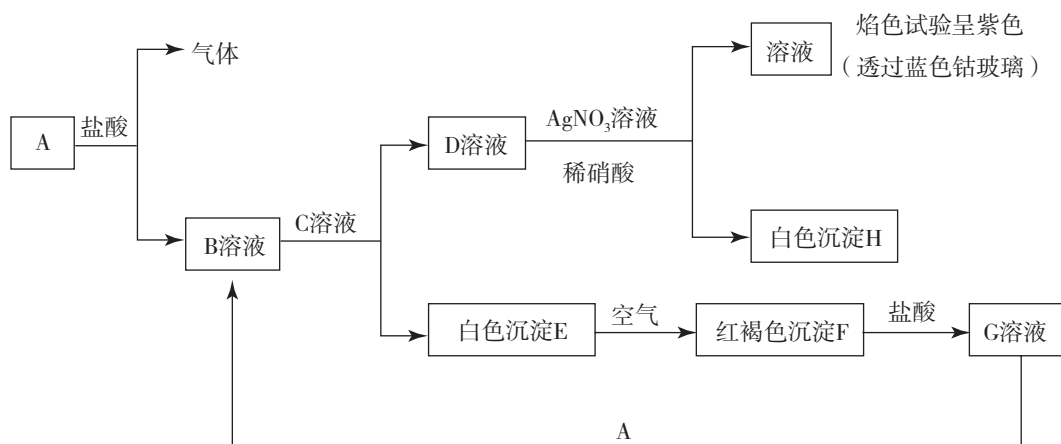 焰色试验呈紫色
溶液
（透过蓝色钴玻璃）
气体
盐酸
A
AgNO₃溶液
D溶液
稀硝酸
C溶液
B溶液
白色沉淀H
空气
盐酸
白色沉淀E
红褐色沉淀F
G溶液
A